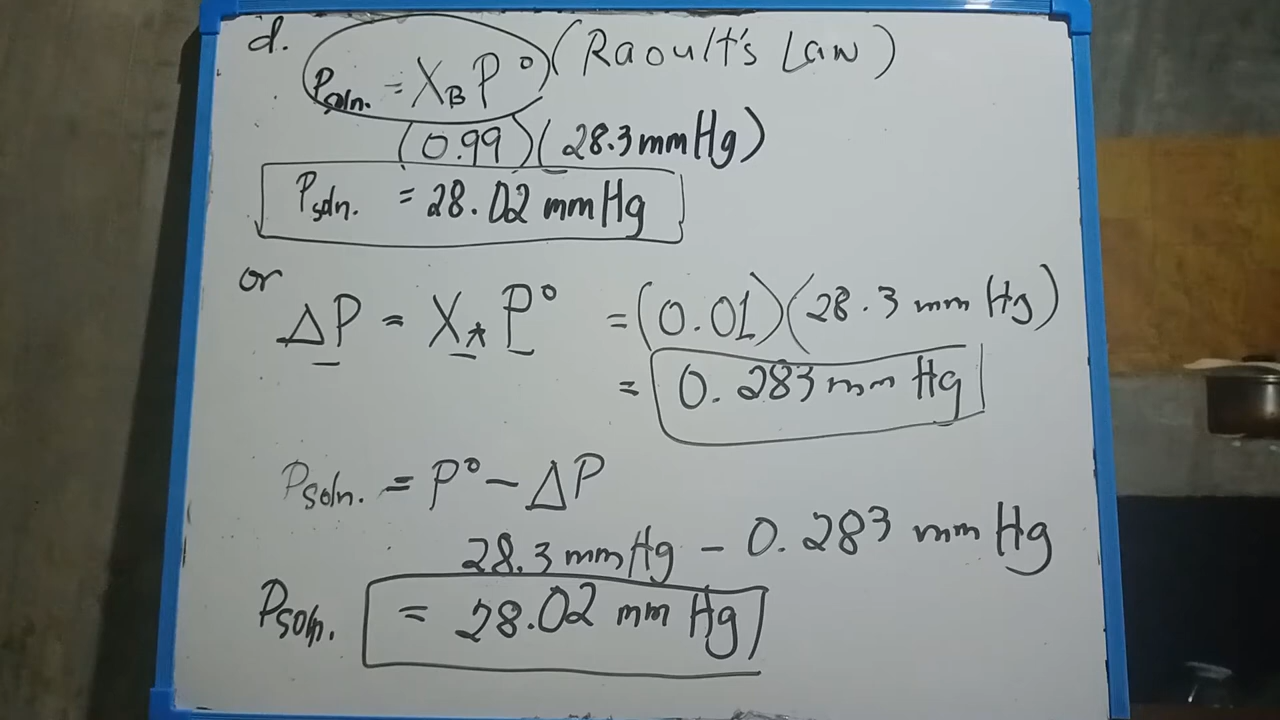 d. Psoln. = XB P° (Raoult's Law)
(0.99)(28.3 mmHg)
Psoln. = 28.02 mmHg
or
ΔP = XA P° = (0.01)(28.3 mm Hg)
= 0.283 mm Hg
Psoln. = P° - ΔP
28.3 mmHg - 0.283 mm Hg
Psoln. = 28.02 mm Hg